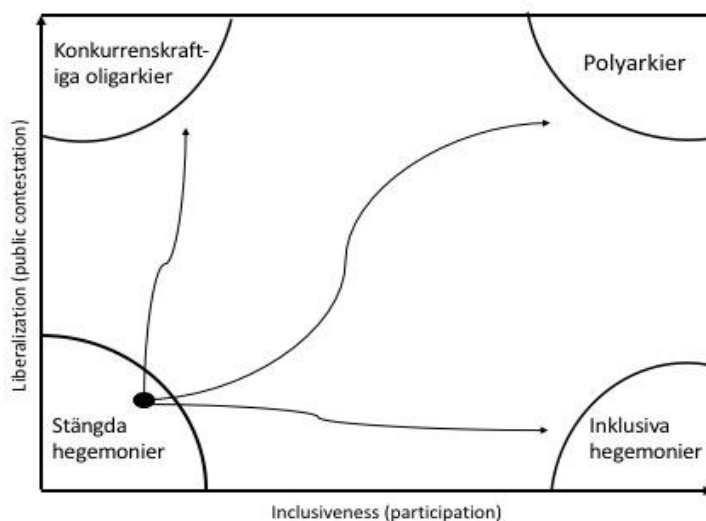 Konkurrenskraft-
iga oligarkier
Polyarkier
Liberalization (public contestation)
Stängda
hegemonier
Inklusiva
hegemonier
Inclusiveness (participation)